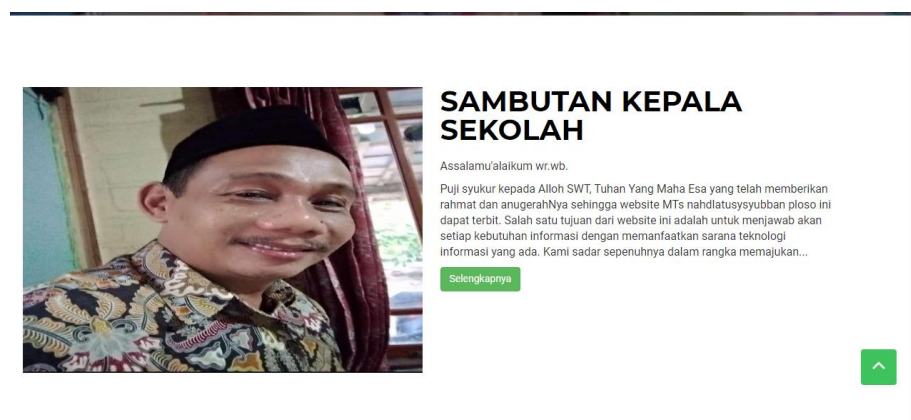 SAMBUTAN KEPALA
SEKOLAH
Assalamu'alaikum wr.wb.
Puji syukur kepada Alloh SWT, Tuhan Yang Maha Esa yang telah memberikan
rahmat dan anugerahNya sehingga website MTs nahdlatusysyubban ploso ini
dapat terbit. Salah satu tujuan dari website ini adalah untuk menjawab akan
setiap kebutuhan informasi dengan memanfaatkan sarana teknologi
informasi yang ada. Kami sadar sepenuhnya dalam rangka memajukan...
Selengkapnya